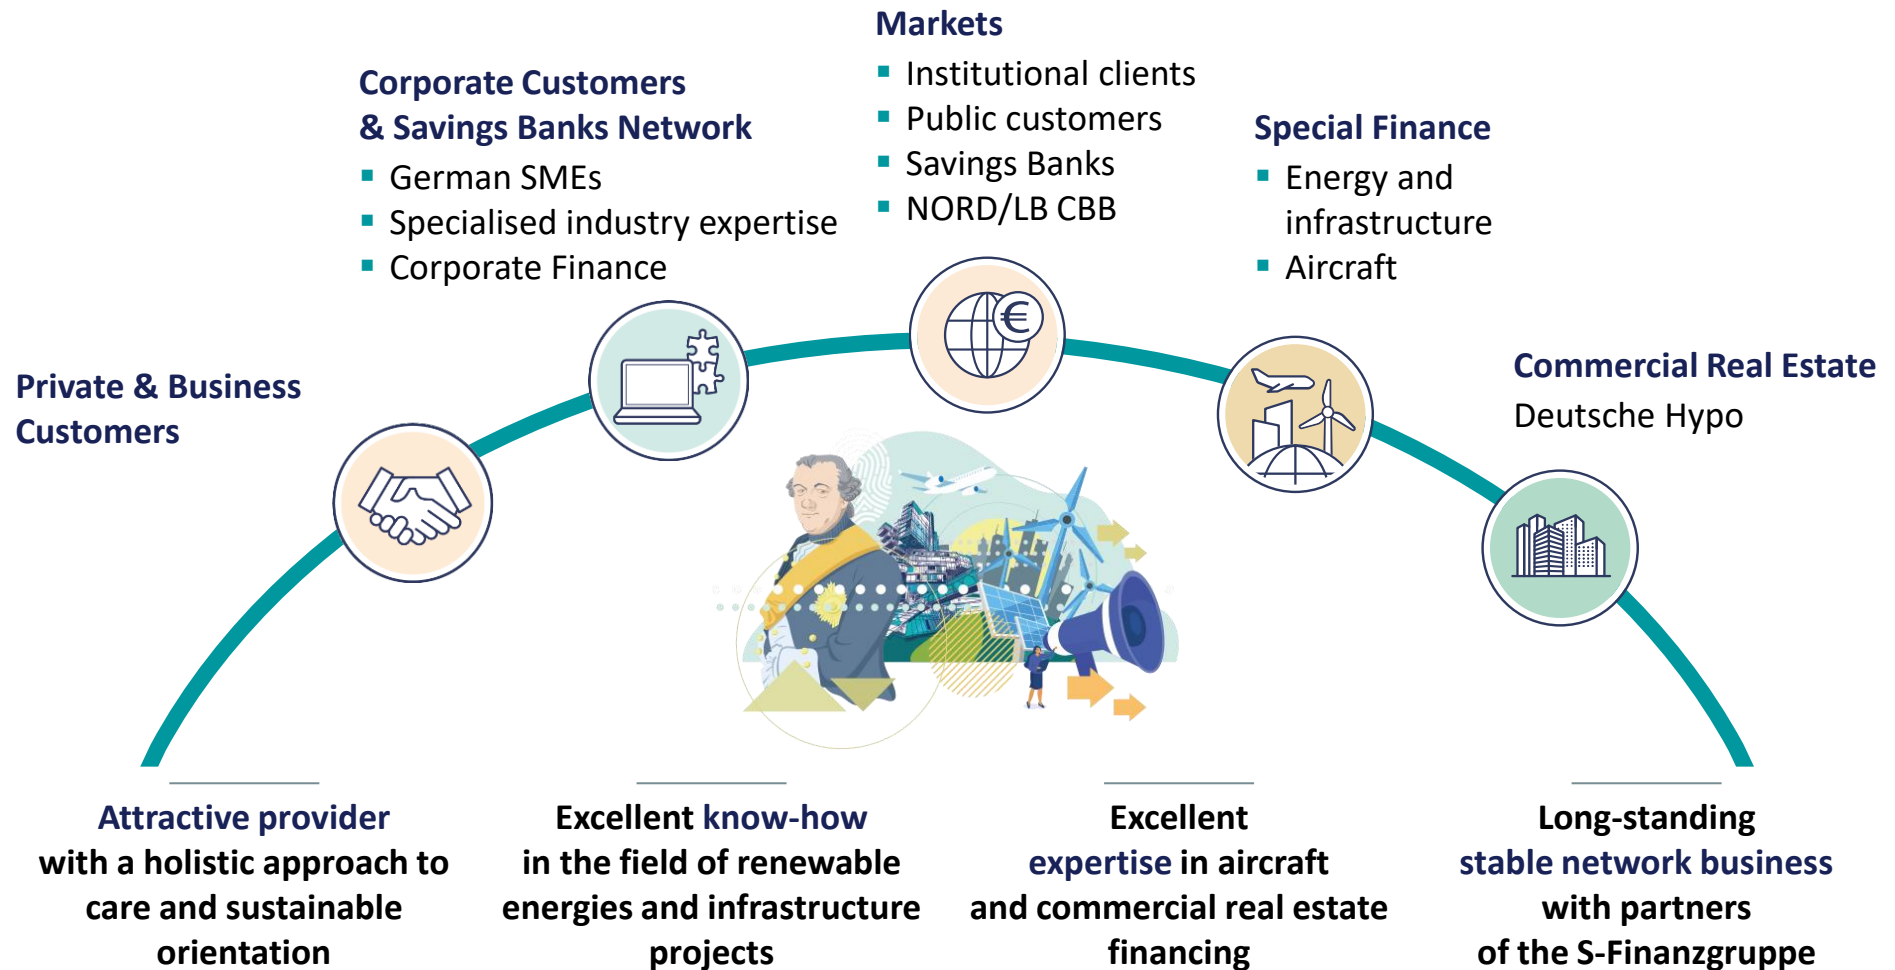 Markets
▪ Institutional clients
▪ Public customers
▪ Savings Banks
▪ NORD/LB CBB
Corporate Customers
& Savings Banks Network
▪ German SMEs
▪ Specialised industry expertise
▪ Corporate Finance
Special Finance
▪ Energy and
infrastructure
▪ Aircraft
Private & Business
Customers
Commercial Real Estate
Deutsche Hypo
€
Attractive provider
with a holistic approach to
care and sustainable
orientation
Excellent know-how
in the field of renewable
energies and infrastructure
projects
Excellent
expertise in aircraft
and commercial real estate
financing
Long-standing
stable network business
with partners
of the S-Finanzgruppe